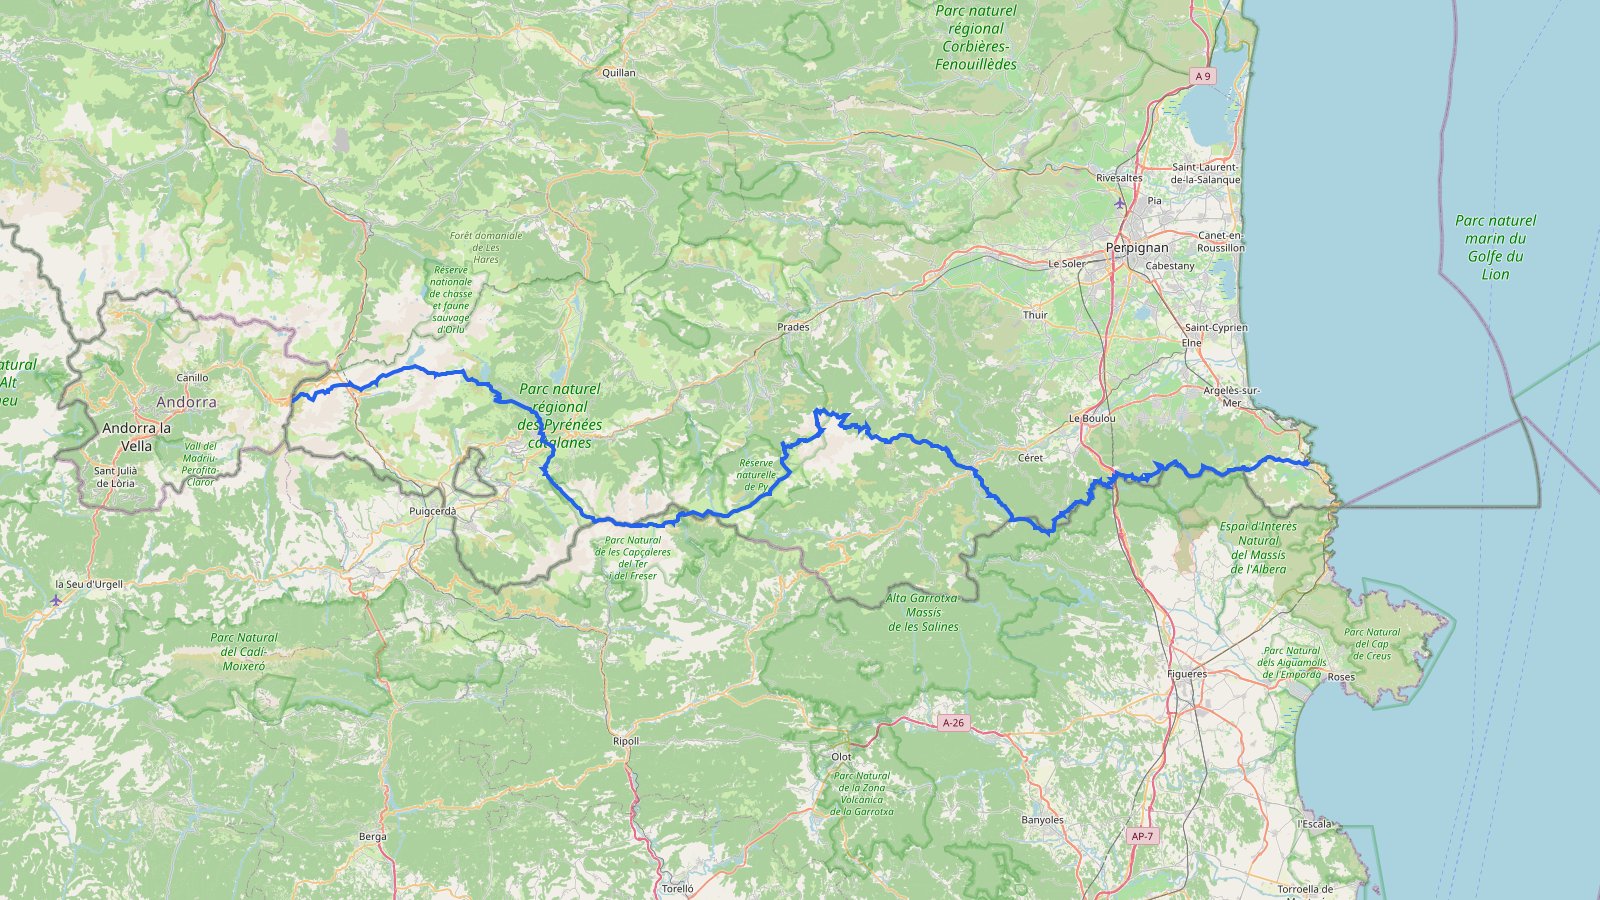 Parc naturel
régional
Corbières-
Fenouillèdes
Quillan
A 9
Saint-Laurent-
de-la-Salanque
Rivesaltes
Pia
Parc naturel
marin du
Golfe du
Lion
Forêt domaniale
de Les
Hares
Perpignan
Canet-en-
Roussillon
Le Soler
Cabestany
Réserve
nationale
de chasse
et faune
sauvage
d'Orlu
Thuir
Prades
Saint-Cyprien
Elne
atural
Alt
neu
Canillo
Andorra
Parc naturel
régional
des Pyrénées
catalanes
Argelès-sur-
Mer
Le Boulou
Andorra la
Vella
Vall del
Madriu-
Perafita-
Claror
Sant Julià
de Lòria
Céret
Réserve
naturelle
de Py
Puigcerdà
Parc Natural
de les Capçaleres
del Ter
i del Freser
Espai d'Interès
Natural
del Massís
de l'Albera
la Seu d'Urgell
Alta Garrotxa
Massís
de les Salines
Parc Natural
del Cadí-
Moixeró
Parc Natural
del Cap
de Creus
Parc Natural
dels Aiguamolls
de l'Empordà
Figueres
Roses
A-26
Ripoll
Olot
Parc Natural
de la Zona
Volcànica
de la Garrotxa
Banyoles
l'Escala
Berga
AP-7
Torelló
Torroella de